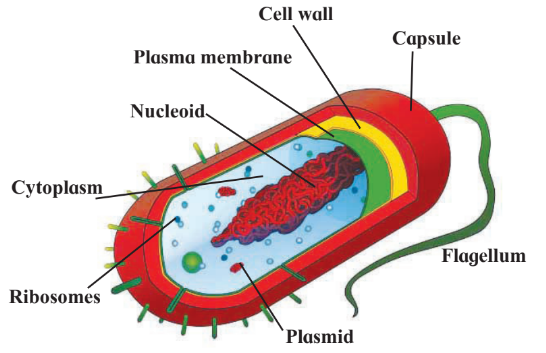 Cell wall
Capsule
Plasma membrane
Nucleoid
Cytoplasm
Flagellum
Ribosomes
Plasmid